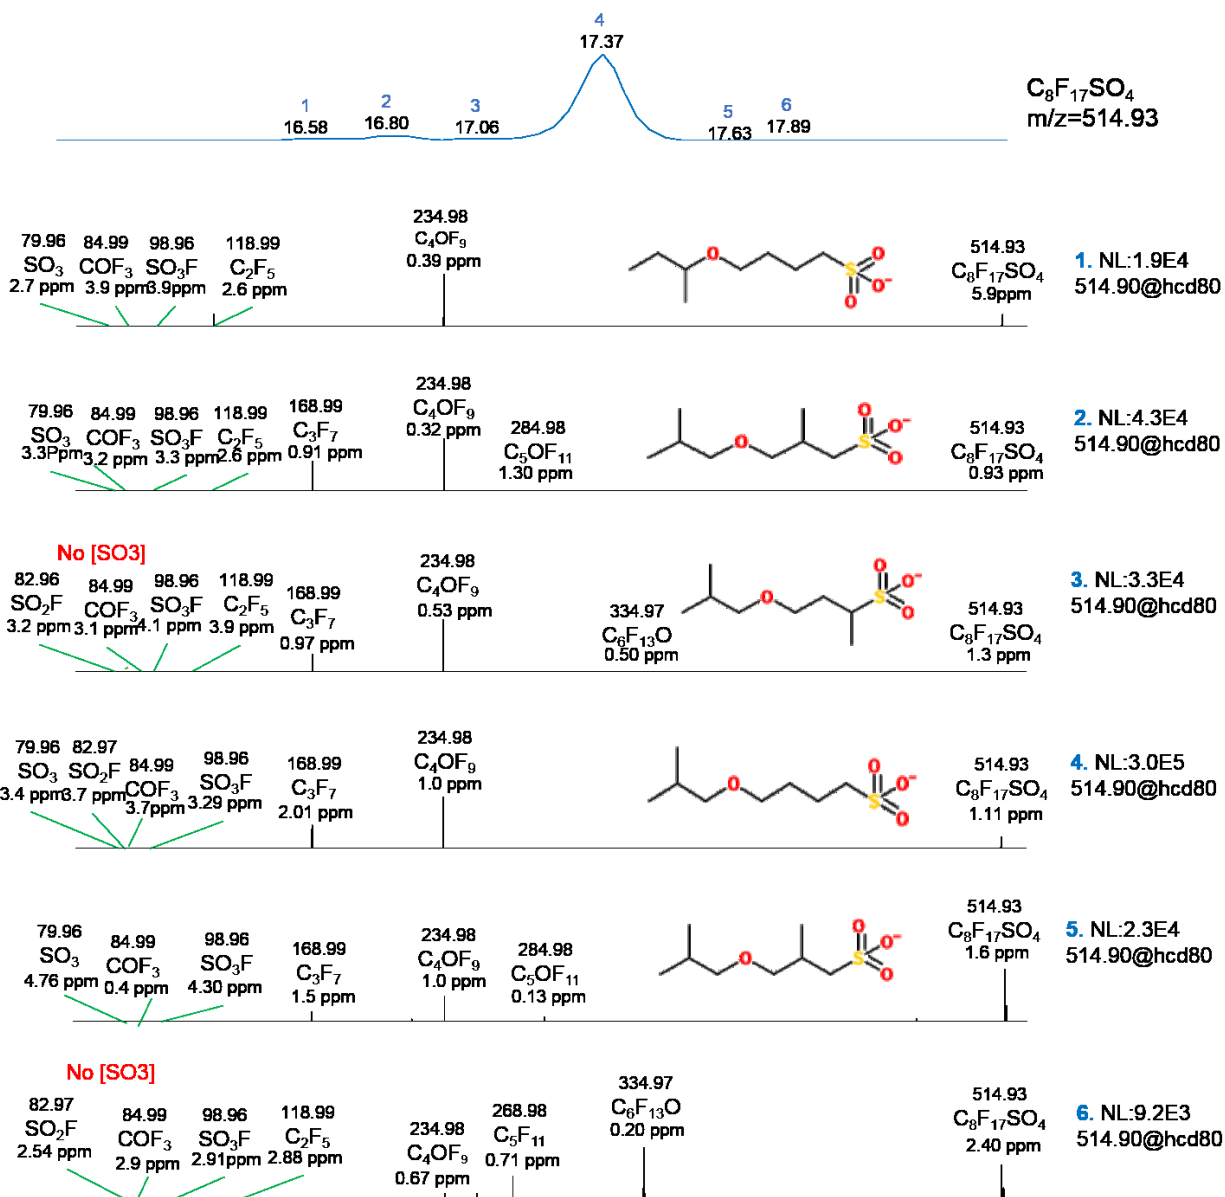 4
17.37
1
16.58
2
16.80
3
17.06
5
17.63
6
17.89
C₈F₁₇SO₄
m/z=514.93
79.96
SO₃
2.7 ppm
84.99
COF₃
3.9 ppm
98.96
SO₃F
3.9ppm
118.99
C₂F₅
2.6 ppm
234.98
C₄OF₉
0.39 ppm
O
S
O
O⁻
O
514.93
C₈F₁₇SO₄
5.9ppm
1. NL:1.9E4
514.90@hcd80
79.96
SO₃
3.3Ppm
84.99
COF₃
3.2 ppm
98.96
SO₃F
3.3 ppm
118.99
C₂F₅
2.6 ppm
168.99
C₃F₇
0.91 ppm
234.98
C₄OF₉
0.32 ppm
284.98
C₅OF₁₁
1.30 ppm
O
O
S
O⁻
O
514.93
C₈F₁₇SO₄
0.93 ppm
2. NL:4.3E4
514.90@hcd80
No [SO3]
82.96
SO₂F
3.2 ppm
84.99
COF₃
3.1 ppm
98.96
SO₃F
4.1 ppm
118.99
C₂F₅
3.9 ppm
168.99
C₃F₇
0.97 ppm
234.98
C₄OF₉
0.53 ppm
334.97
C₆F₁₃O
0.50 ppm
O
O
S
O⁻
O
514.93
C₈F₁₇SO₄
1.3 ppm
3. NL:3.3E4
514.90@hcd80
79.96
SO₃
3.4 ppm
82.97
SO₂F
3.7 ppm
84.99
COF₃
3.7ppm
98.96
SO₃F
3.29 ppm
168.99
C₃F₇
2.01 ppm
234.98
C₄OF₉
1.0 ppm
O
O
S
O⁻
O
514.93
C₈F₁₇SO₄
1.11 ppm
4. NL:3.0E5
514.90@hcd80
79.96
SO₃
4.76 ppm
84.99
COF₃
0.4 ppm
98.96
SO₃F
4.30 ppm
168.99
C₃F₇
1.5 ppm
234.98
C₄OF₉
1.0 ppm
284.98
C₅OF₁₁
0.13 ppm
O
O
S
O⁻
O
514.93
C₈F₁₇SO₄
1.6 ppm
5. NL:2.3E4
514.90@hcd80
No [SO3]
82.97
SO₂F
2.54 ppm
84.99
COF₃
2.9 ppm
98.96
SO₃F
2.91ppm
118.99
C₂F₅
2.88 ppm
234.98
C₄OF₉
0.67 ppm
268.98
C₅F₁₁
0.71 ppm
334.97
C₆F₁₃O
0.20 ppm
514.93
C₈F₁₇SO₄
2.40 ppm
6. NL:9.2E3
514.90@hcd80